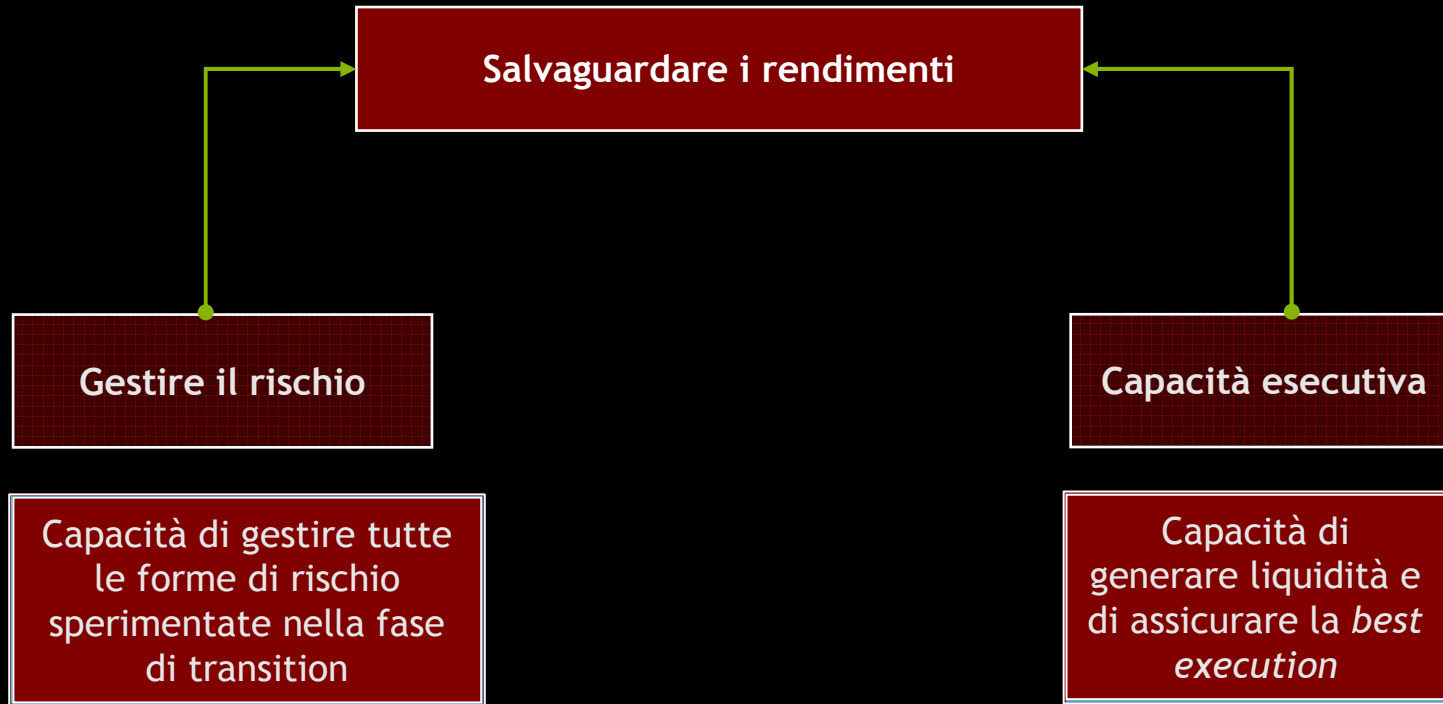 Salvaguardare i rendimenti
Gestire il rischio
Capacità esecutiva
Capacità di gestire tutte
le forme di rischio
sperimentate nella fase
di transition
Capacità di
generare liquidità e
di assicurare la best
execution